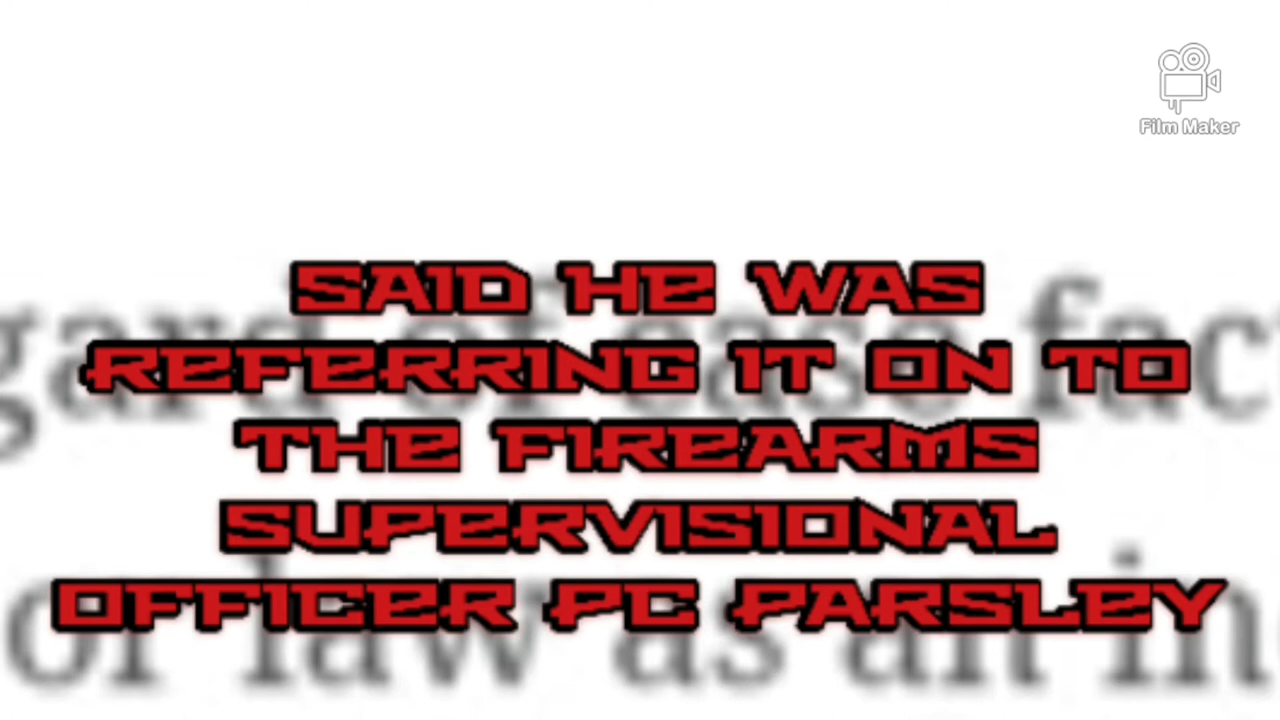 Film Maker
SAID HE WAS
REFERRING IT ON TO
THE FIREARMS
SUPERVISIONAL
OFFICER PC PARSLEY